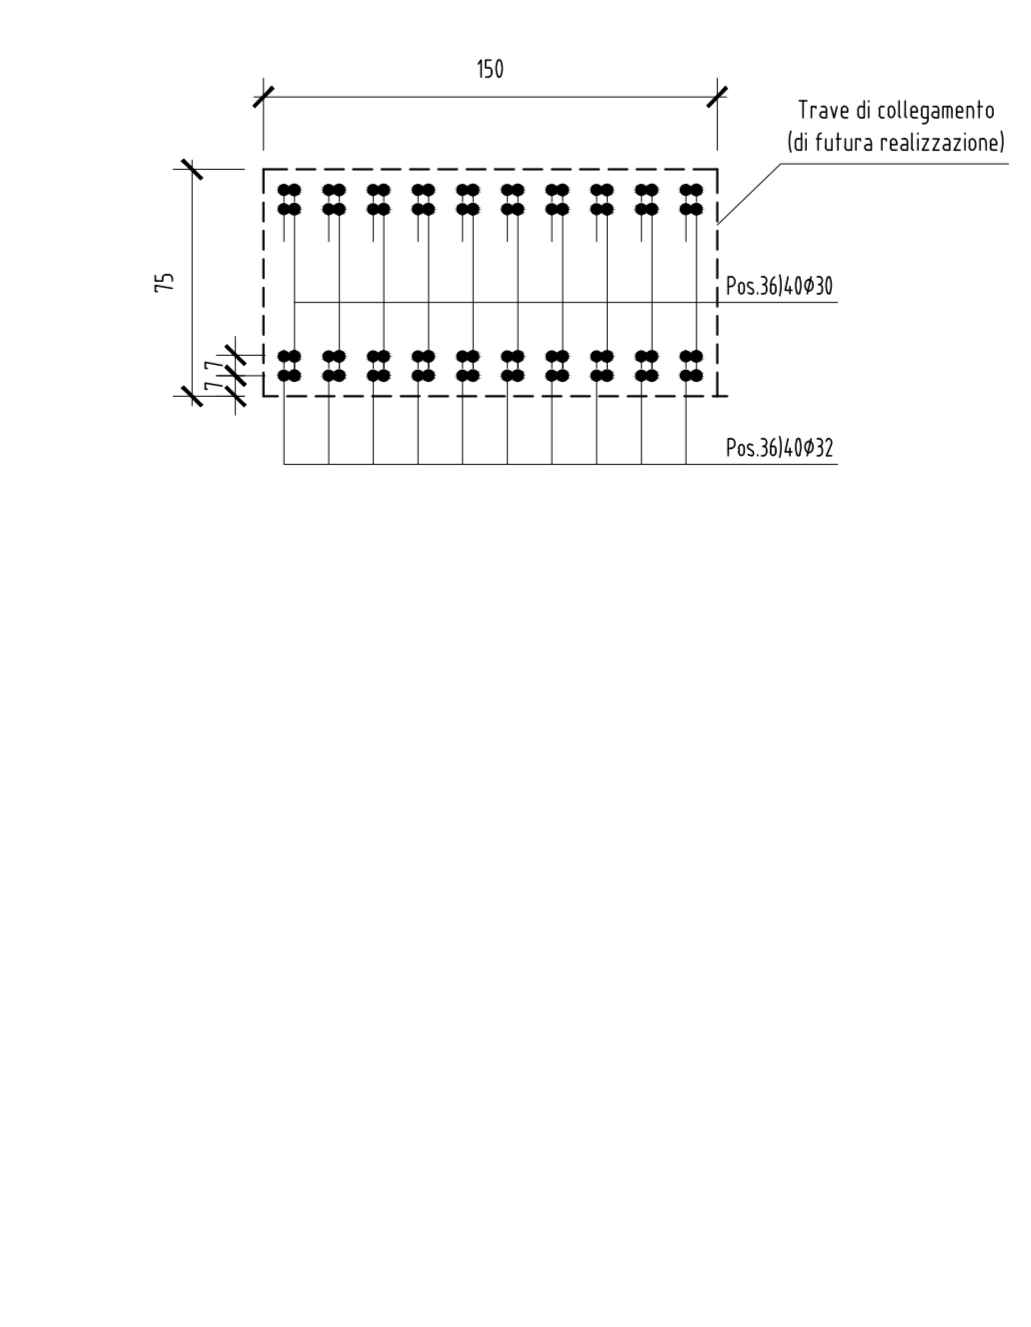 150
Trave di collegamento
(di futura realizzazione)
75
Pos.36)40Ø30
7
7
Pos.36)40Ø32